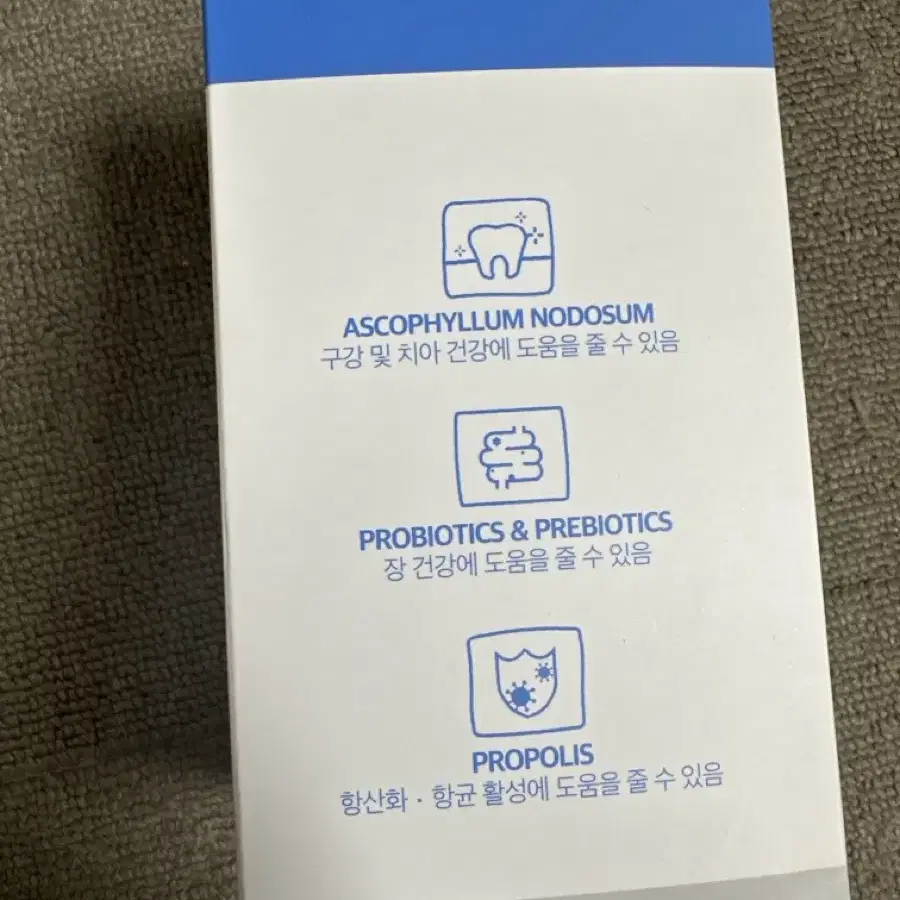 ASCOPHYLLUM NODOSUM
구강 및 치아 건강에 도움을 줄 수 있음
PROBIOTICS & PREBIOTICS
장 건강에 도움을 줄 수 있음
PROPOLIS
항산화 · 항균 활성에 도움을 줄 수 있음